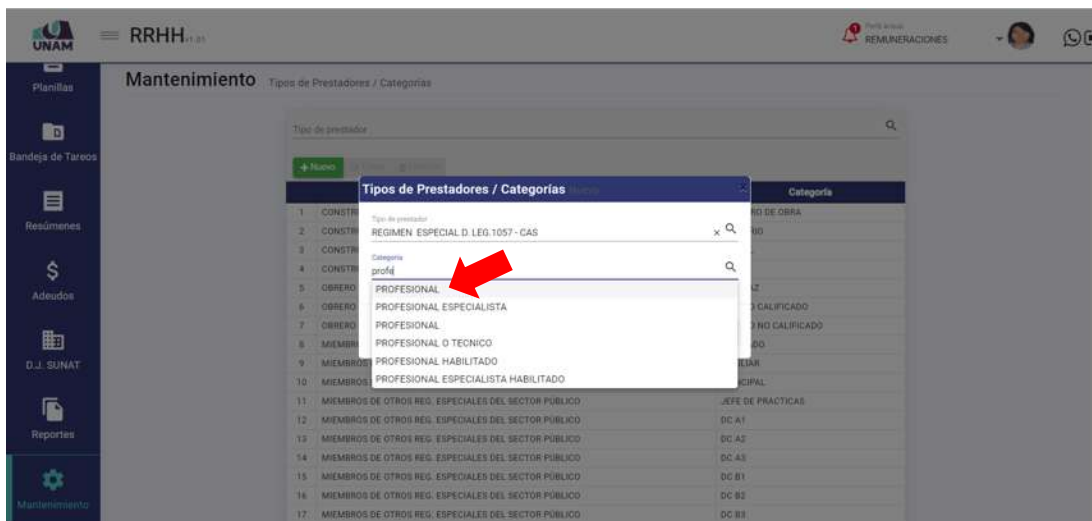 UNAM
RRHH v1.01
Perfil Actual
REMUNERACIONES
Planillas
Bandeja de Tareos
Resúmenes
Adeudos
D.J. SUNAT
Reportes
Mantenimiento
Mantenimiento Tipos de Prestadores / Categorías
Tipo de prestador
+ Nuevo
Tipos de Prestadores / Categorías Nuevo
Tipo de prestador
REGIMEN ESPECIAL D. LEG.1057 - CAS
Categoría
profe
PROFESIONAL
PROFESIONAL ESPECIALISTA
PROFESIONAL
PROFESIONAL O TECNICO
PROFESIONAL HABILITADO
PROFESIONAL ESPECIALISTA HABILITADO
Categoría
1 CONSTR
2 CONSTR
3 CONSTR
4 CONSTR
5 OBRERO
6 OBRERO CALIFICADO
7 OBRERO NO CALIFICADO
8 MIEMBR
9 MIEMBROS
10 MIEMBROS
11 MIEMBROS DE OTROS REG. ESPECIALES DEL SECTOR PÚBLICO JEFE DE PRACTICAS
12 MIEMBROS DE OTROS REG. ESPECIALES DEL SECTOR PÚBLICO DC A1
13 MIEMBROS DE OTROS REG. ESPECIALES DEL SECTOR PÚBLICO DC A2
14 MIEMBROS DE OTROS REG. ESPECIALES DEL SECTOR PÚBLICO DC A3
15 MIEMBROS DE OTROS REG. ESPECIALES DEL SECTOR PÚBLICO DC B1
16 MIEMBROS DE OTROS REG. ESPECIALES DEL SECTOR PÚBLICO DC B2
17 MIEMBROS DE OTROS REG. ESPECIALES DEL SECTOR PÚBLICO DC B3